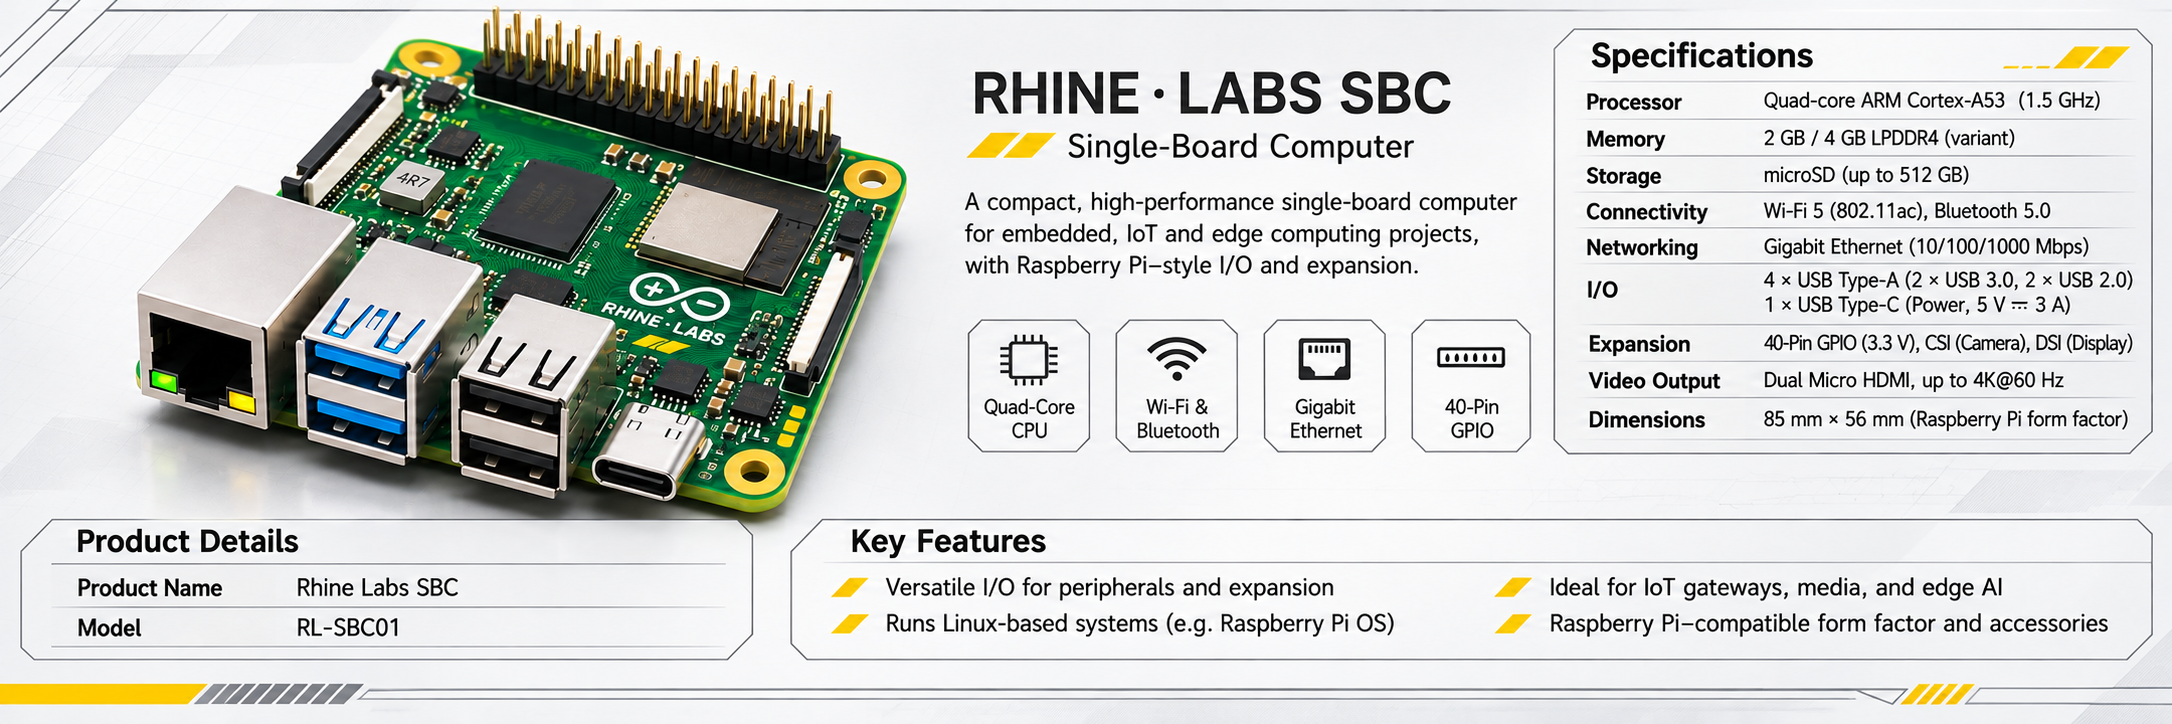 4R7
RHINE·LABS
RHINE · LABS SBC
Single-Board Computer
A compact, high-performance single-board computer
for embedded, IoT and edge computing projects,
with Raspberry Pi–style I/O and expansion.
Quad-Core
CPU
Wi-Fi &
Bluetooth
Gigabit
Ethernet
40-Pin
GPIO
Specifications
Processor Quad-core ARM Cortex-A53 (1.5 GHz)
Memory 2 GB / 4 GB LPDDR4 (variant)
Storage microSD (up to 512 GB)
Connectivity Wi-Fi 5 (802.11ac), Bluetooth 5.0
Networking Gigabit Ethernet (10/100/1000 Mbps)
I/O 4 × USB Type-A (2 × USB 3.0, 2 × USB 2.0)
1 × USB Type-C (Power, 5 V ⎓ 3 A)
Expansion 40-Pin GPIO (3.3 V), CSI (Camera), DSI (Display)
Video Output Dual Micro HDMI, up to 4K@60 Hz
Dimensions 85 mm × 56 mm (Raspberry Pi form factor)
Product Details
Product Name Rhine Labs SBC
Model RL-SBC01
Key Features
Versatile I/O for peripherals and expansion
Runs Linux-based systems (e.g. Raspberry Pi OS)
Ideal for IoT gateways, media, and edge AI
Raspberry Pi–compatible form factor and accessories